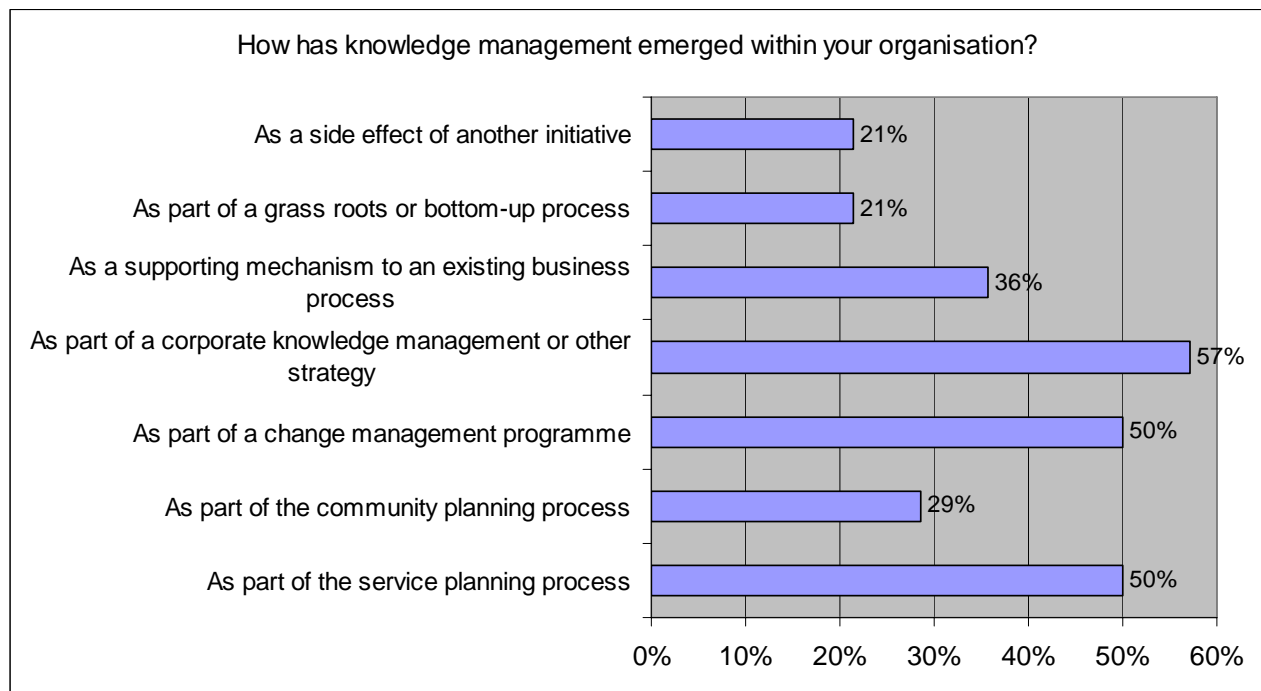 How has knowledge management emerged within your organisation?
As a side effect of another initiative
21%
As part of a grass roots or bottom-up process
21%
As a supporting mechanism to an existing business
process
36%
As part of a corporate knowledge management or other
strategy
57%
As part of a change management programme
50%
As part of the community planning process
29%
As part of the service planning process
50%
0% 10% 20% 30% 40% 50% 60%